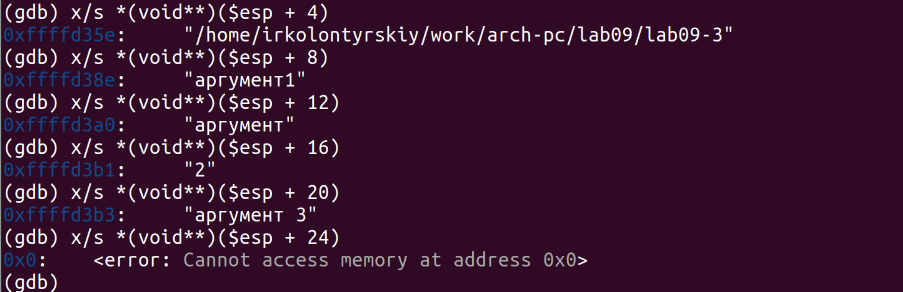 (gdb) x/s *(void**)($esp + 4)
0xffffd35e:     "/home/irkolontyrskiy/work/arch-pc/lab09/lab09-3"
(gdb) x/s *(void**)($esp + 8)
0xffffd38e:     "аргумент1"
(gdb) x/s *(void**)($esp + 12)
0xffffd3a0:     "аргумент"
(gdb) x/s *(void**)($esp + 16)
0xffffd3b1:     "2"
(gdb) x/s *(void**)($esp + 20)
0xffffd3b3:     "аргумент 3"
(gdb) x/s *(void**)($esp + 24)
0x0:    <error: Cannot access memory at address 0x0>
(gdb)